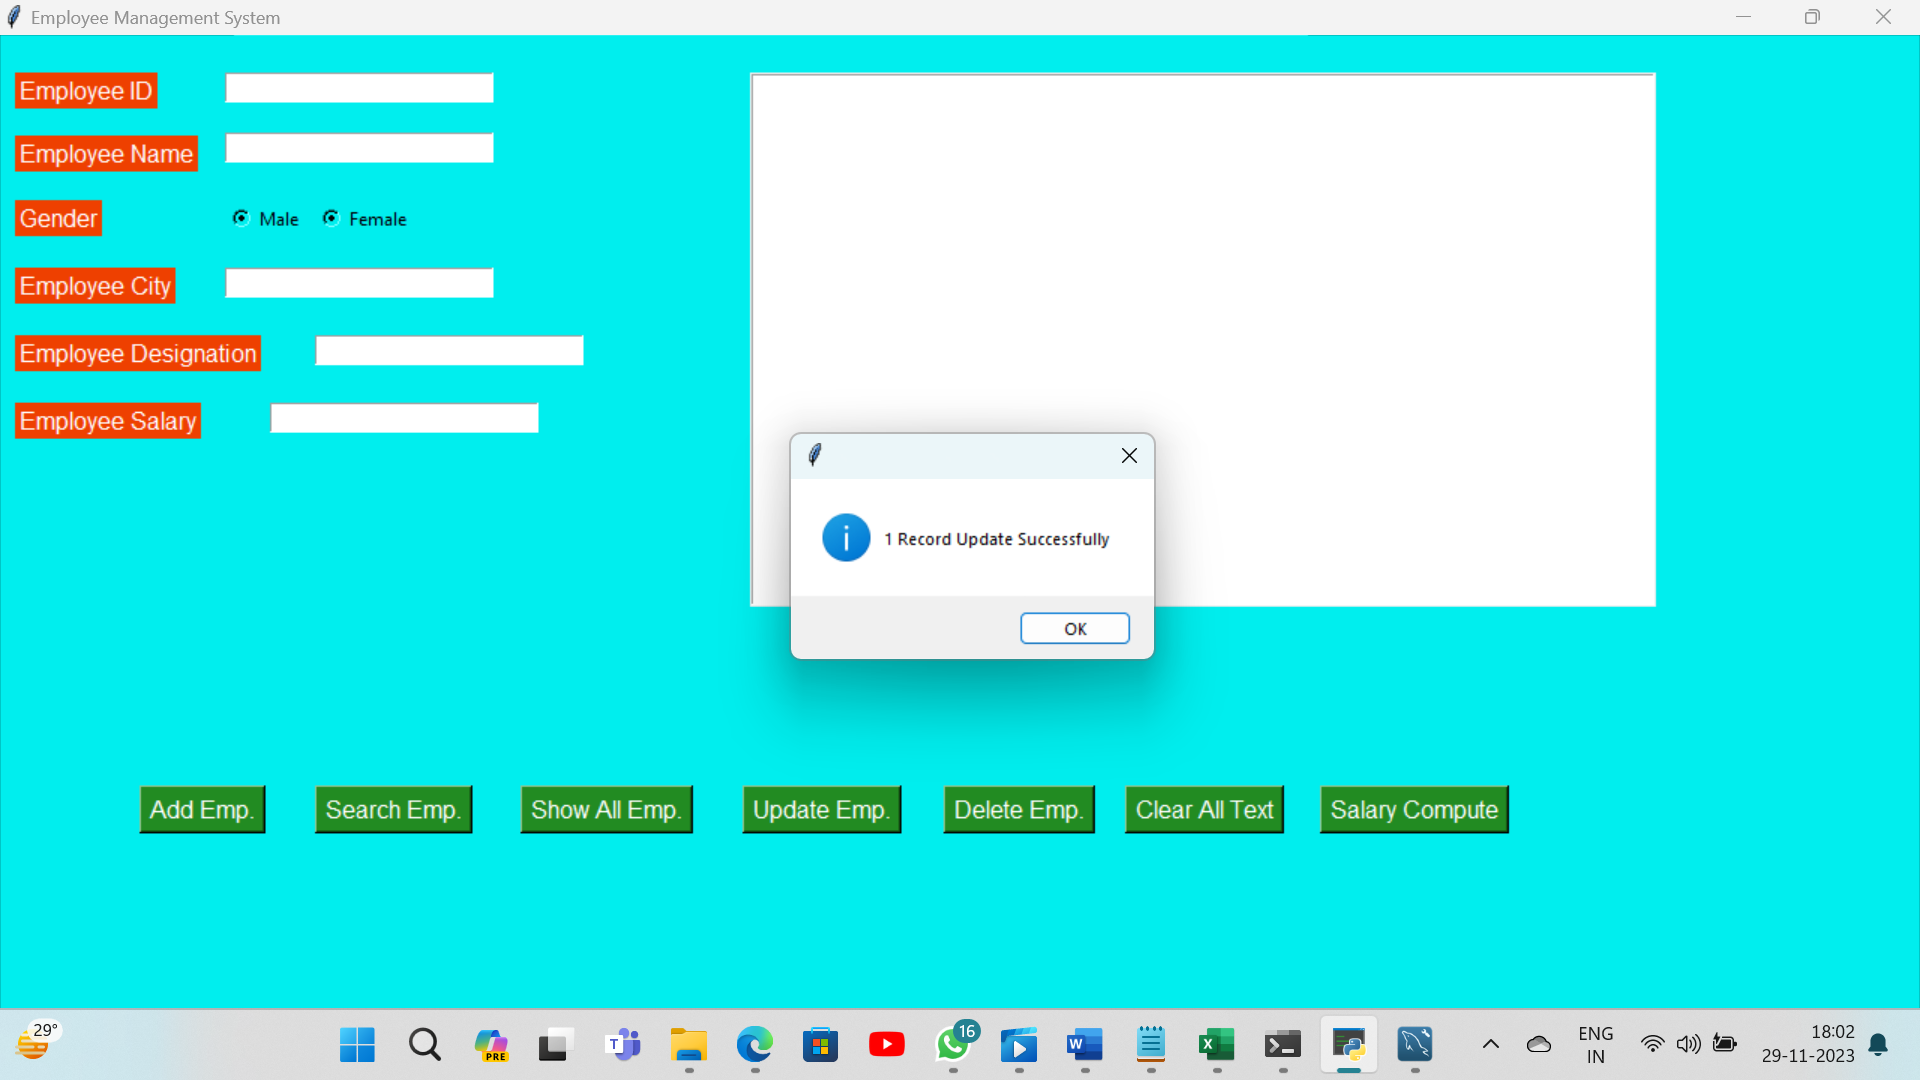 Employee Management System
Employee ID
Employee Name
Gender
Male
Female
Employee City
Employee Designation
Employee Salary
1 Record Update Successfully
OK
Add Emp.
Search Emp.
Show All Emp.
Update Emp.
Delete Emp.
Clear All Text
Salary Compute
29°
PRE
T
16
W
X
ENG
IN
18:02
29-11-2023